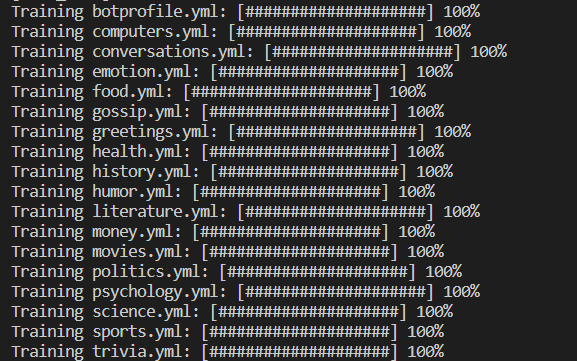 Training botprofile.yml: [####################] 100%
Training computers.yml: [####################] 100%
Training conversations.yml: [####################] 100%
Training emotion.yml: [####################] 100%
Training food.yml: [####################] 100%
Training gossip.yml: [####################] 100%
Training greetings.yml: [####################] 100%
Training health.yml: [####################] 100%
Training history.yml: [####################] 100%
Training humor.yml: [####################] 100%
Training literature.yml: [####################] 100%
Training money.yml: [####################] 100%
Training movies.yml: [####################] 100%
Training politics.yml: [####################] 100%
Training psychology.yml: [####################] 100%
Training science.yml: [####################] 100%
Training sports.yml: [####################] 100%
Training trivia.yml: [####################] 100%